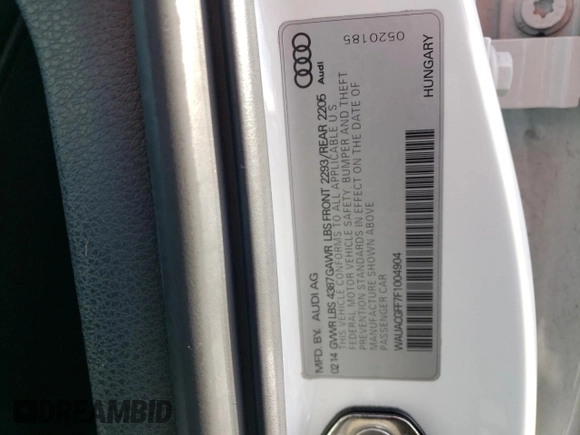 0520185
Audi
MFD. BY. AUDI AG
02 14 GVWR LBS 4387 GAWR LBS FRONT 2293/REAR 2205
THIS VEHICLE CONFORMS TO ALL APPLICABLE U.S.
FEDERAL MOTOR VEHICLE SAFETY, BUMPER AND THEFT
PREVENTION STANDARDS IN EFFECT ON THE DATE OF
MANUFACTURE SHOWN ABOVE
PASSENGER CAR
WAUACGFF7F1004904
HUNGARY
DREAMBID